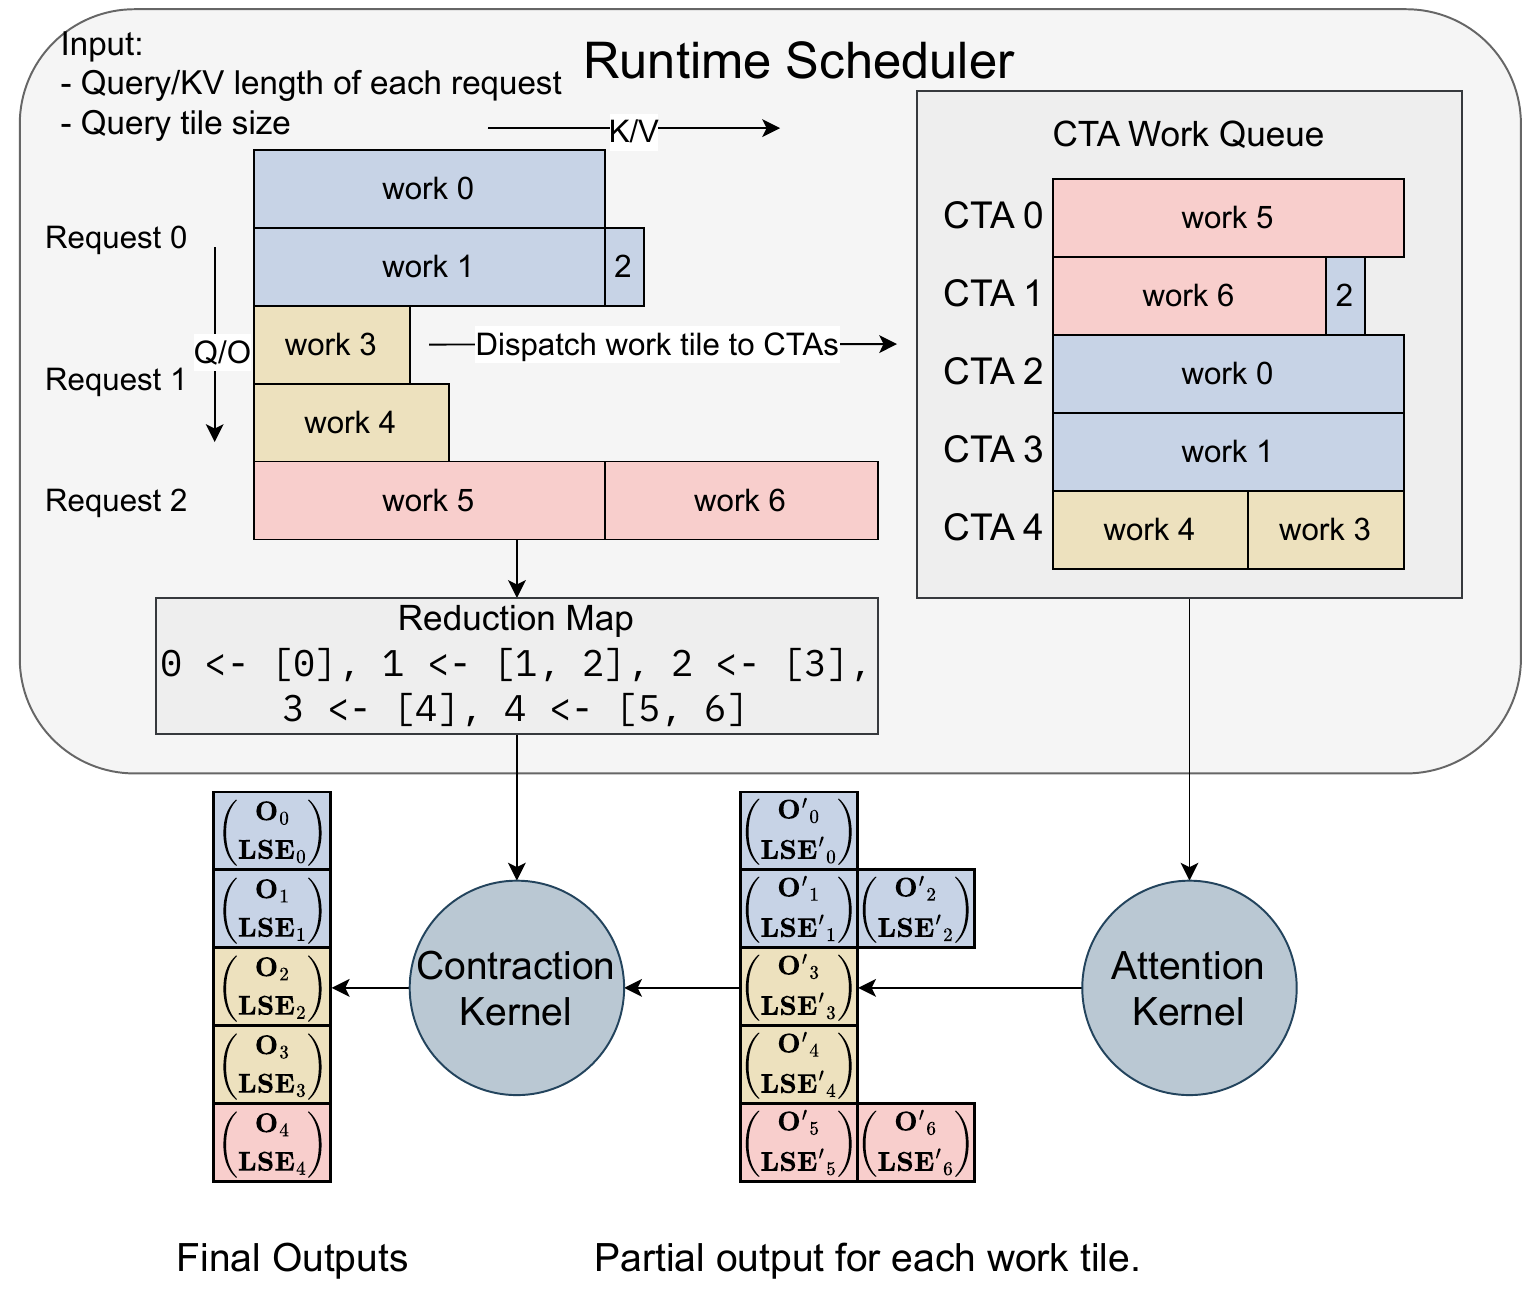 Input:
- Query/KV length of each request
- Query tile size
Runtime Scheduler
K/V
work 0
Request 0
work 1
2
Q/O
work 3
Dispatch work tile to CTAs
Request 1
work 4
Request 2
work 5
work 6
CTA Work Queue
CTA 0
work 5
CTA 1
work 6
2
CTA 2
work 0
CTA 3
work 1
CTA 4
work 4
work 3
Reduction Map
0 <- [0], 1 <- [1, 2], 2 <- [3],
3 <- [4], 4 <- [5, 6]
O₀
LSE₀
O₁
LSE₁
O₂
LSE₂
O₃
LSE₃
O₄
LSE₄
Contraction
Kernel
O′₀
LSE′₀
O′₁
LSE′₁
O′₂
LSE′₂
O′₃
LSE′₃
O′₄
LSE′₄
O′₅
LSE′₅
O′₆
LSE′₆
Attention
Kernel
Final Outputs
Partial output for each work tile.